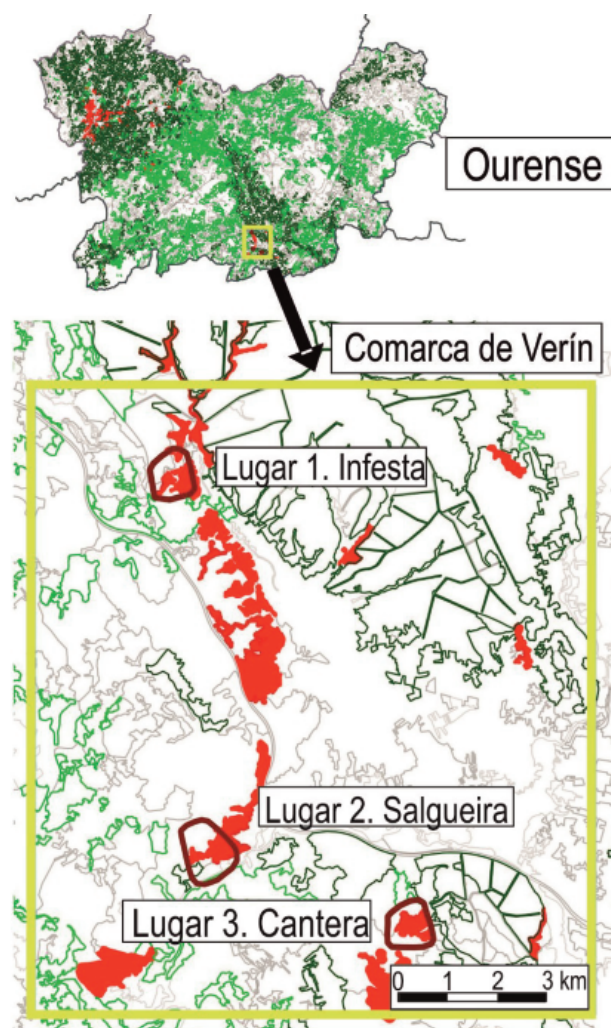 Ourense
Comarca de Verín
Lugar 1. Infesta
Lugar 2. Salgueira
Lugar 3. Cantera
0 1 2 3 km